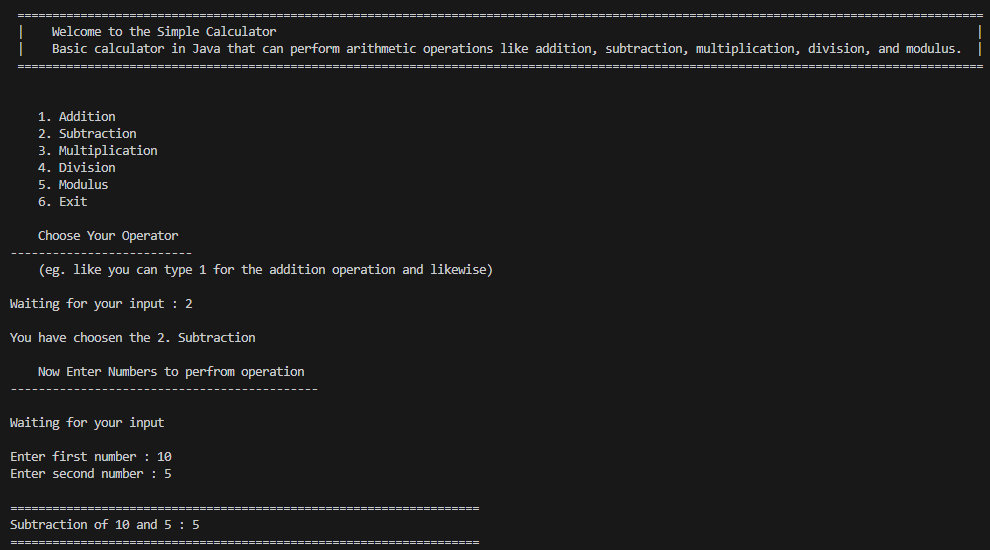 ==========================================================================================================================================
|    Welcome to the Simple Calculator                                                                                                    |
|    Basic calculator in Java that can perform arithmetic operations like addition, subtraction, multiplication, division, and modulus.  |
==========================================================================================================================================
1. Addition
2. Subtraction
3. Multiplication
4. Division
5. Modulus
6. Exit
Choose Your Operator
--------------------------
(eg. like you can type 1 for the addition operation and likewise)
Waiting for your input : 2
You have choosen the 2. Subtraction
Now Enter Numbers to perfrom operation
--------------------------------------------
Waiting for your input
Enter first number : 10
Enter second number : 5
===================================================================
Subtraction of 10 and 5 : 5
===================================================================